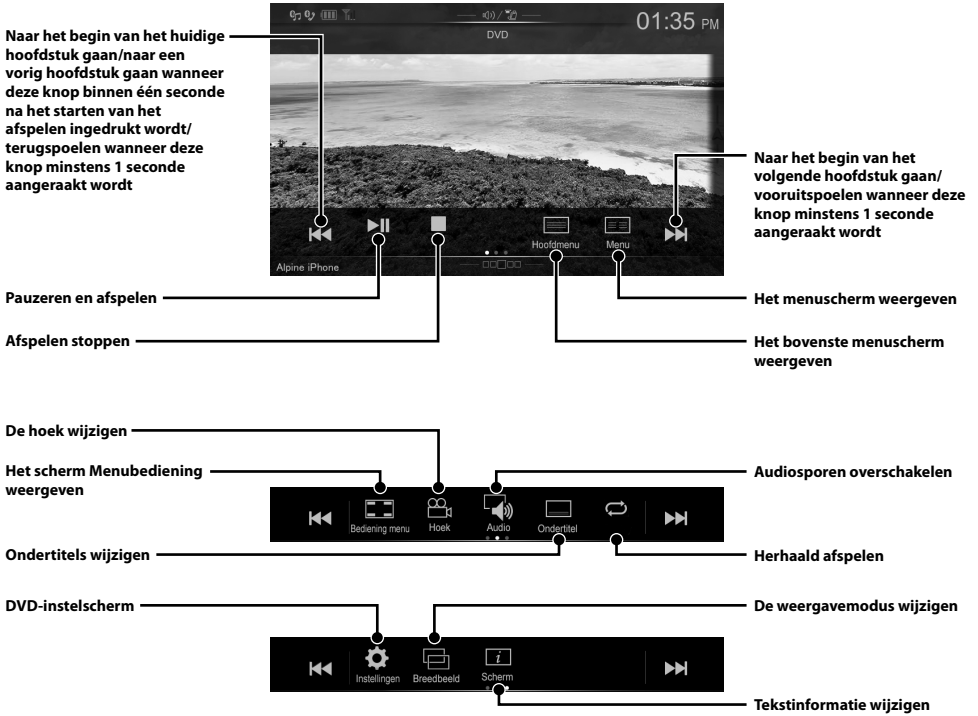 01:35 PM
DVD
Naar het begin van het huidige
hoofdstuk gaan/naar een
vorig hoofdstuk gaan wanneer
deze knop binnen één seconde
na het starten van het
afspelen ingedrukt wordt/
terugspoelen wanneer deze
knop minstens 1 seconde
aangeraakt wordt
Naar het begin van het
volgende hoofdstuk gaan/
vooruitspoelen wanneer deze
knop minstens 1 seconde
aangeraakt wordt
Hoofdmenu
Menu
Alpine iPhone
Pauzeren en afspelen
Het menuscherm weergeven
Afspelen stoppen
Het bovenste menuscherm
weergeven
De hoek wijzigen
Het scherm Menubediening
weergeven
Audiosporen overschakelen
Bediening menu
Hoek
Audio
Ondertitel
Ondertitels wijzigen
Herhaald afspelen
DVD-instelscherm
De weergavemodus wijzigen
Instellingen
Breedbeeld
i
Scherm
Tekstinformatie wijzigen